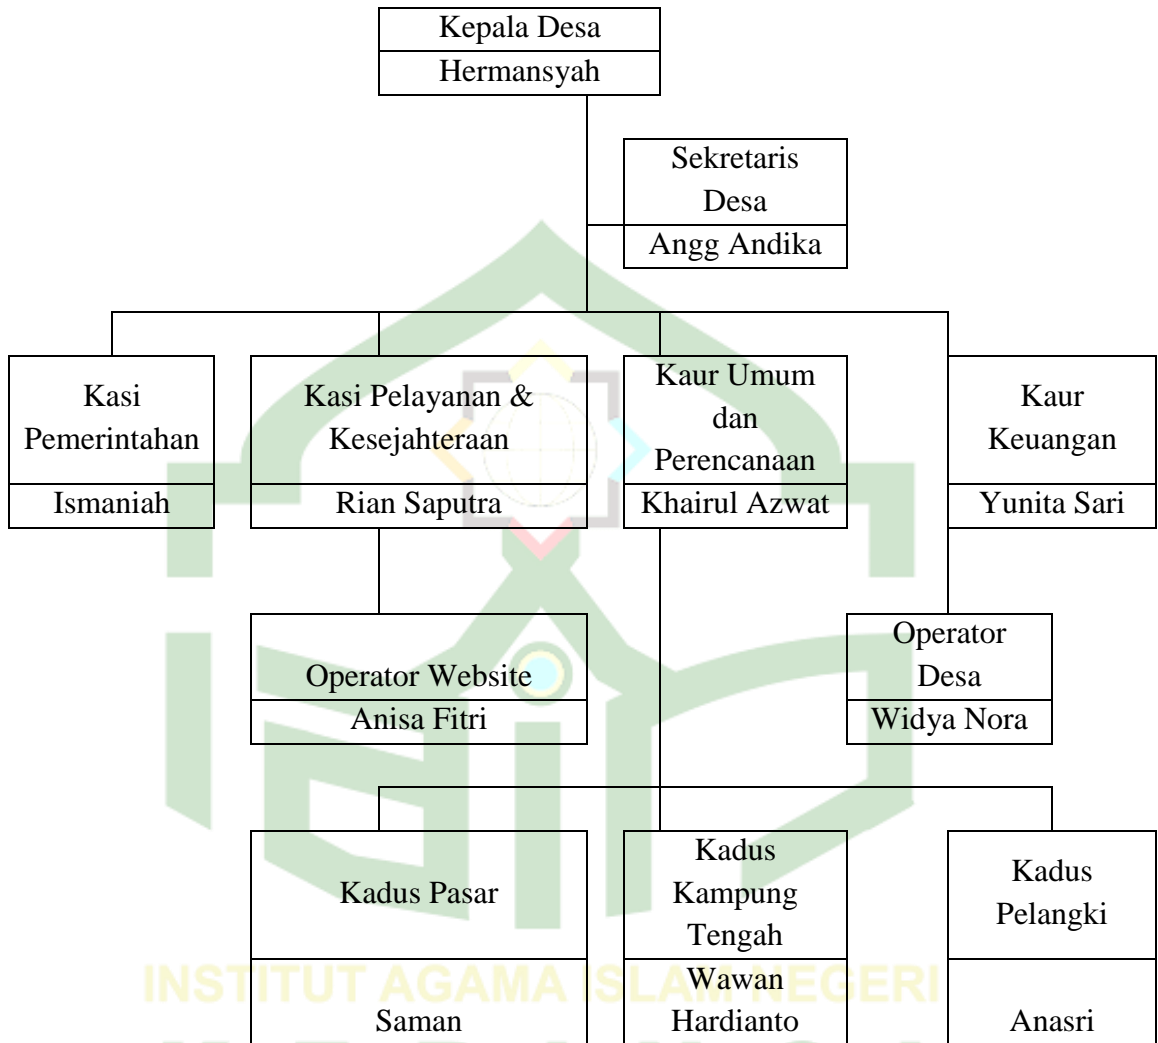 Kepala Desa
Hermansyah
Sekretaris
Desa
Angg Andika
Kasi
Pemerintahan
Ismaniah
Kasi Pelayanan &
Kesejahteraan
Rian Saputra
Kaur Umum
dan
Perencanaan
Khairul Azwat
Kaur
Keuangan
Yunita Sari
Operator Website
Anisa Fitri
Operator
Desa
Widya Nora
Kadus Pasar
Saman
Kadus
Kampung
Tengah
Wawan
Hardianto
Kadus
Pelangki
Anasri
INSTITUT AGAMA ISLAM NEGERI